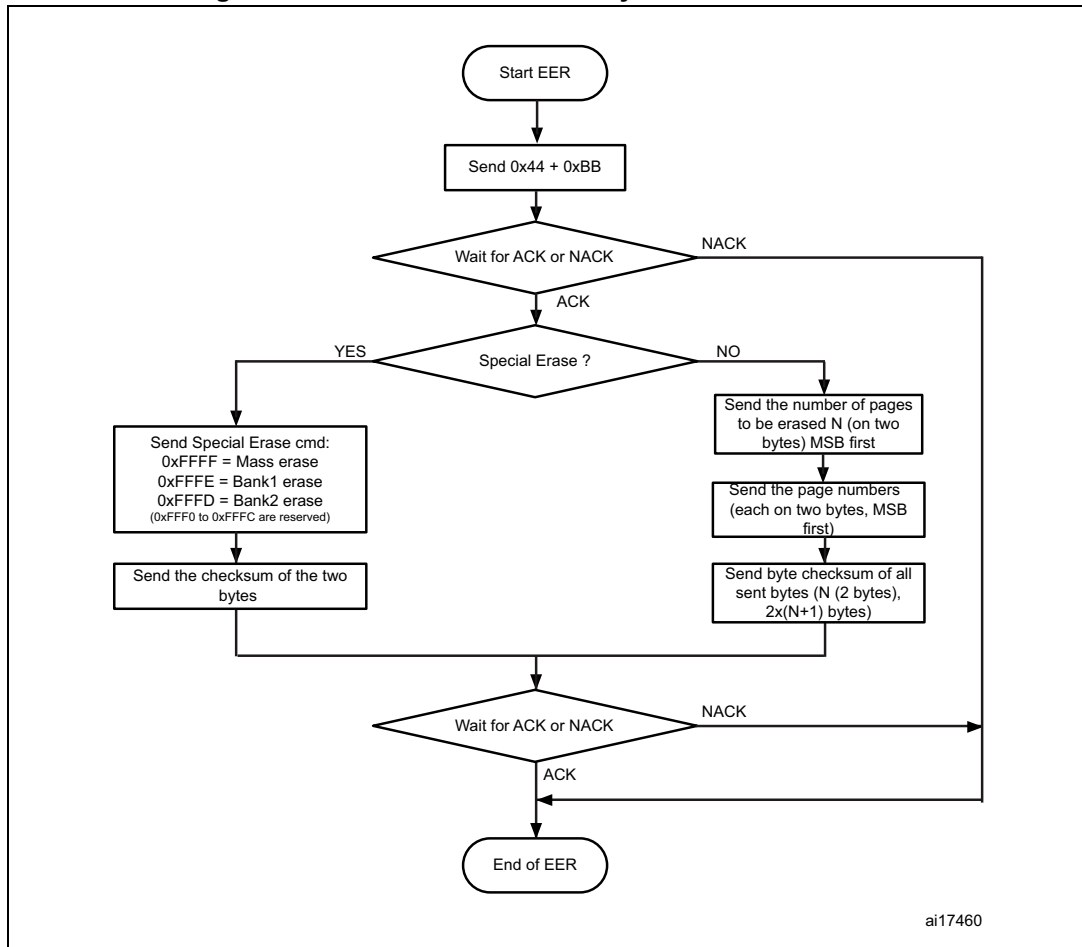 Start EER
Send 0x44 + 0xBB
Wait for ACK or NACK
NACK
ACK
Special Erase ?
YES
NO
Send Special Erase cmd:
0xFFFF = Mass erase
0xFFFE = Bank1 erase
0xFFFD = Bank2 erase
(0xFFF0 to 0xFFFC are reserved)
Send the checksum of the two
bytes
Send the number of pages
to be erased N (on two
bytes) MSB first
Send the page numbers
(each on two bytes, MSB
first)
Send byte checksum of all
sent bytes (N (2 bytes),
2x(N+1) bytes)
Wait for ACK or NACK
NACK
ACK
End of EER
ai17460